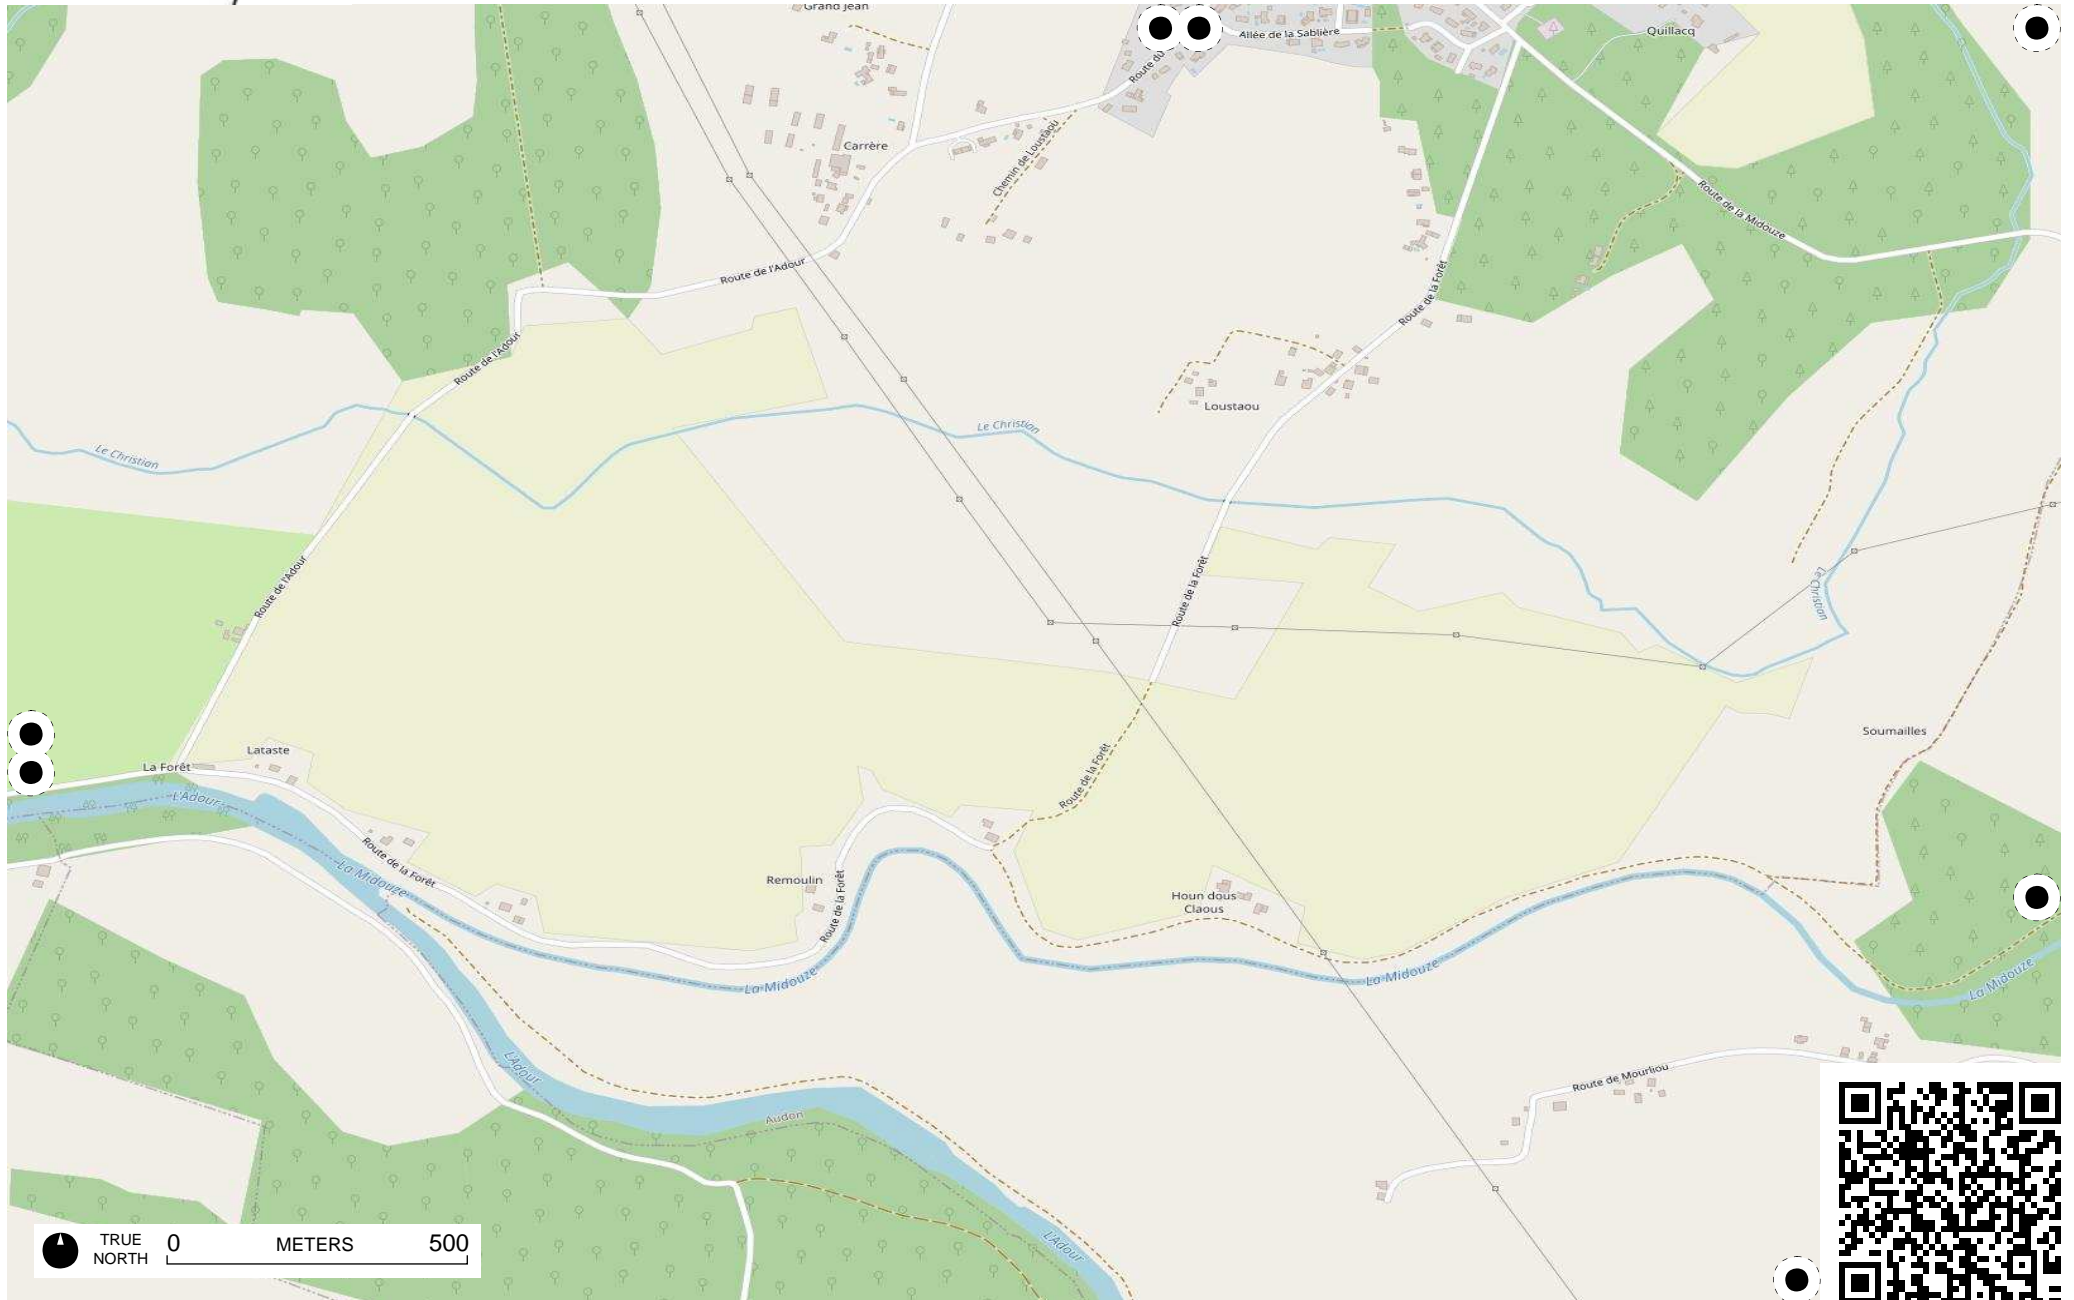 Grand Jean
Allée de la Sablière
Quillacq
Route du
Carrère
Chemin de Loustaou
Route de la Midouze
Route de l'Adour
Route de la Forêt
Route de l'Adour
Loustaou
Le Christian
Le Christian
Route de l'Adour
Route de la Forêt
Le Christian
Soumailles
Lataste
La Forêt
Route de la Forêt
L'Adour
Route de la Forêt
La Midouze
Remoulin
Route de la Forêt
Houn dous
Claous
La Midouze
La Midouze
La Midouze
L'Adour
Route de Mourliou
Audon
L'Adour
TRUE
NORTH
0 METERS 500